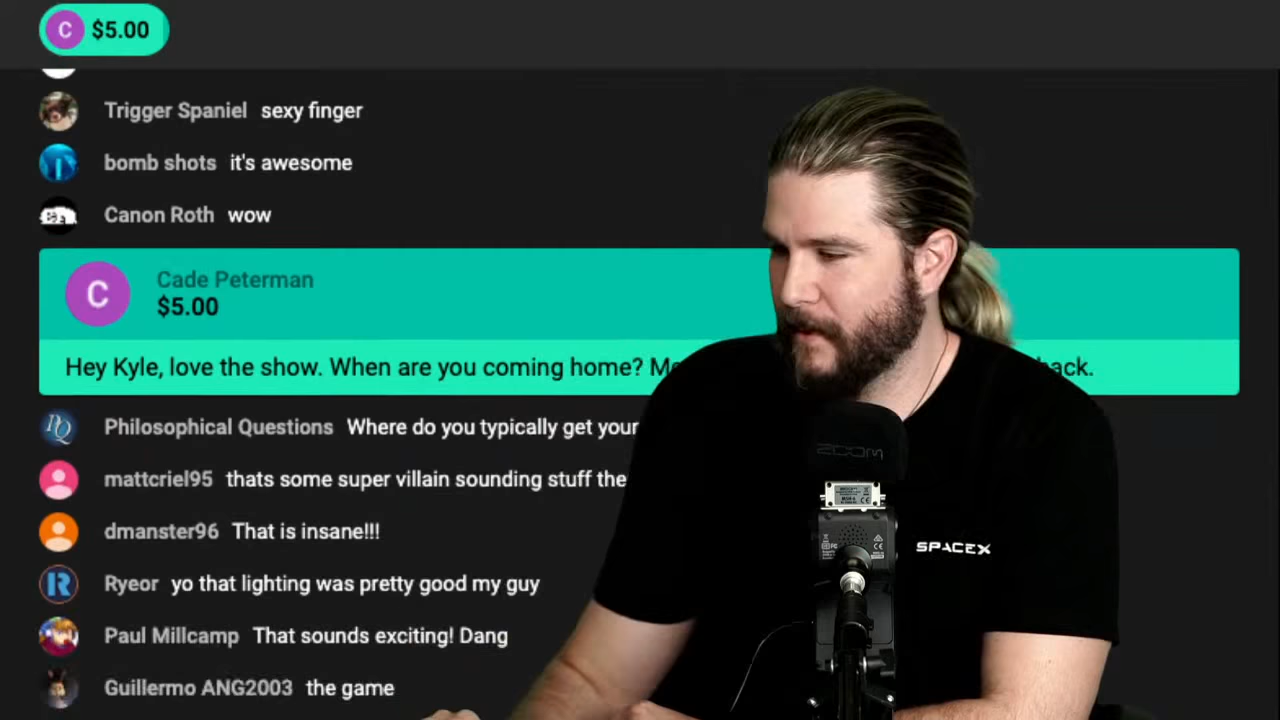 C $5.00
Trigger Spaniel sexy finger
bomb shots it's awesome
Canon Roth wow
C
Cade Peterman
$5.00
Hey Kyle, love the show. When are you coming home? ack.
PQ
Philosophical Questions Where do you typically get your
mattcriel95 thats some super villain sounding stuff the
dmanster96 That is insane!!!
R
Ryeor yo that lighting was pretty good my guy
Paul Millcamp That sounds exciting! Dang
Guillermo ANG2003 the game
ZOOM
SPACEX